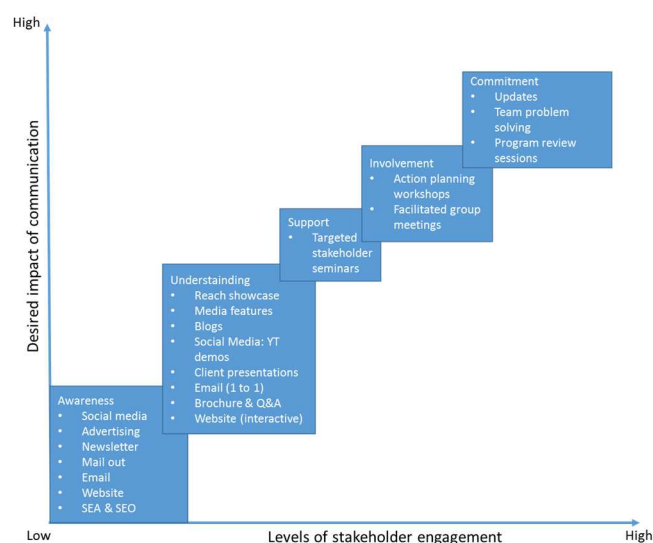 High
Desired impact of communication
Commitment
• Updates
• Team problem
solving
• Program review
sessions
Involvement
• Action planning
workshops
• Facilitated group
meetings
Support
• Targeted
stakeholder
seminars
Understainding
• Reach showcase
• Media features
• Blogs
• Social Media: YT
demos
• Client presentations
• Email (1 to 1)
• Brochure & Q&A
• Website (interactive)
Awareness
• Social media
• Advertising
• Newsletter
• Mail out
• Email
• Website
• SEA & SEO
Low
Levels of stakeholder engagement
High